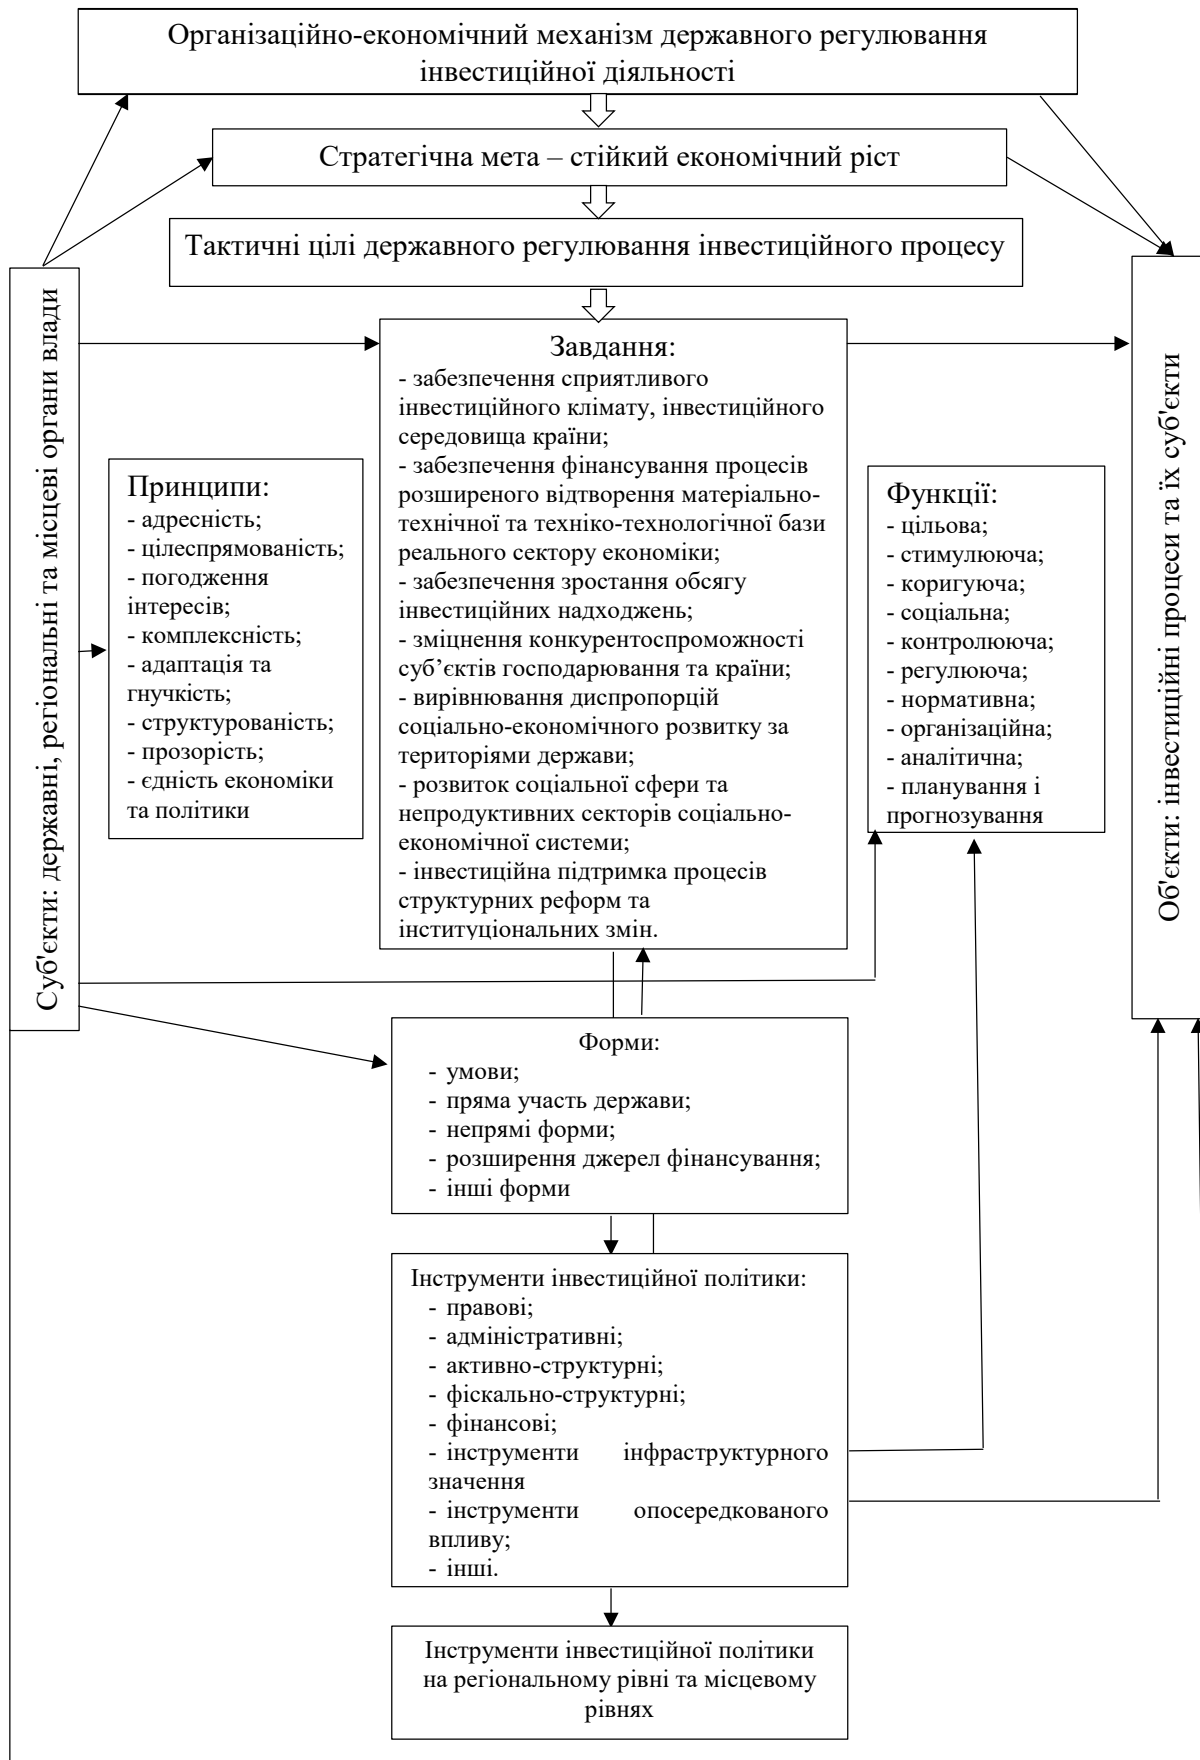 Організаційно-економічний механізм державного регулювання
інвестиційної діяльності
Стратегічна мета – стійкий економічний ріст
Тактичні цілі державного регулювання інвестиційного процесу
Суб'єкти: державні, регіональні та місцеві органи влади
Завдання:
- забезпечення сприятливого
інвестиційного клімату, інвестиційного
середовища країни;
- забезпечення фінансування процесів
розширеного відтворення матеріально-
технічної та техніко-технологічної бази
реального сектору економіки;
- забезпечення зростання обсягу
інвестиційних надходжень;
- зміцнення конкурентоспроможності
суб’єктів господарювання та країни;
- вирівнювання диспропорцій
соціально-економічного розвитку за
територіями держави;
- розвиток соціальної сфери та
непродуктивних секторів соціально-
економічної системи;
- інвестиційна підтримка процесів
структурних реформ та
інституціональних змін.
Принципи:
- адресність;
- цілеспрямованість;
- погодження
інтересів;
- комплексність;
- адаптація та
гнучкість;
- структурованість;
- прозорість;
- єдність економіки
та політики
Функції:
- цільова;
- стимулююча;
- коригуюча;
- соціальна;
- контролююча;
- регулююча;
- нормативна;
- організаційна;
- аналітична;
- планування і
прогнозування
Об'єкти: інвестиційні процеси та їх суб'єкти
Форми:
- умови;
- пряма участь держави;
- непрямі форми;
- розширення джерел фінансування;
- інші форми
Інструменти інвестиційної політики:
- правові;
- адміністративні;
- активно-структурні;
- фіскально-структурні;
- фінансові;
- інструменти інфраструктурного
значення
- інструменти опосередкованого
впливу;
- інші.
Інструменти інвестиційної політики
на регіональному рівні та місцевому
рівнях